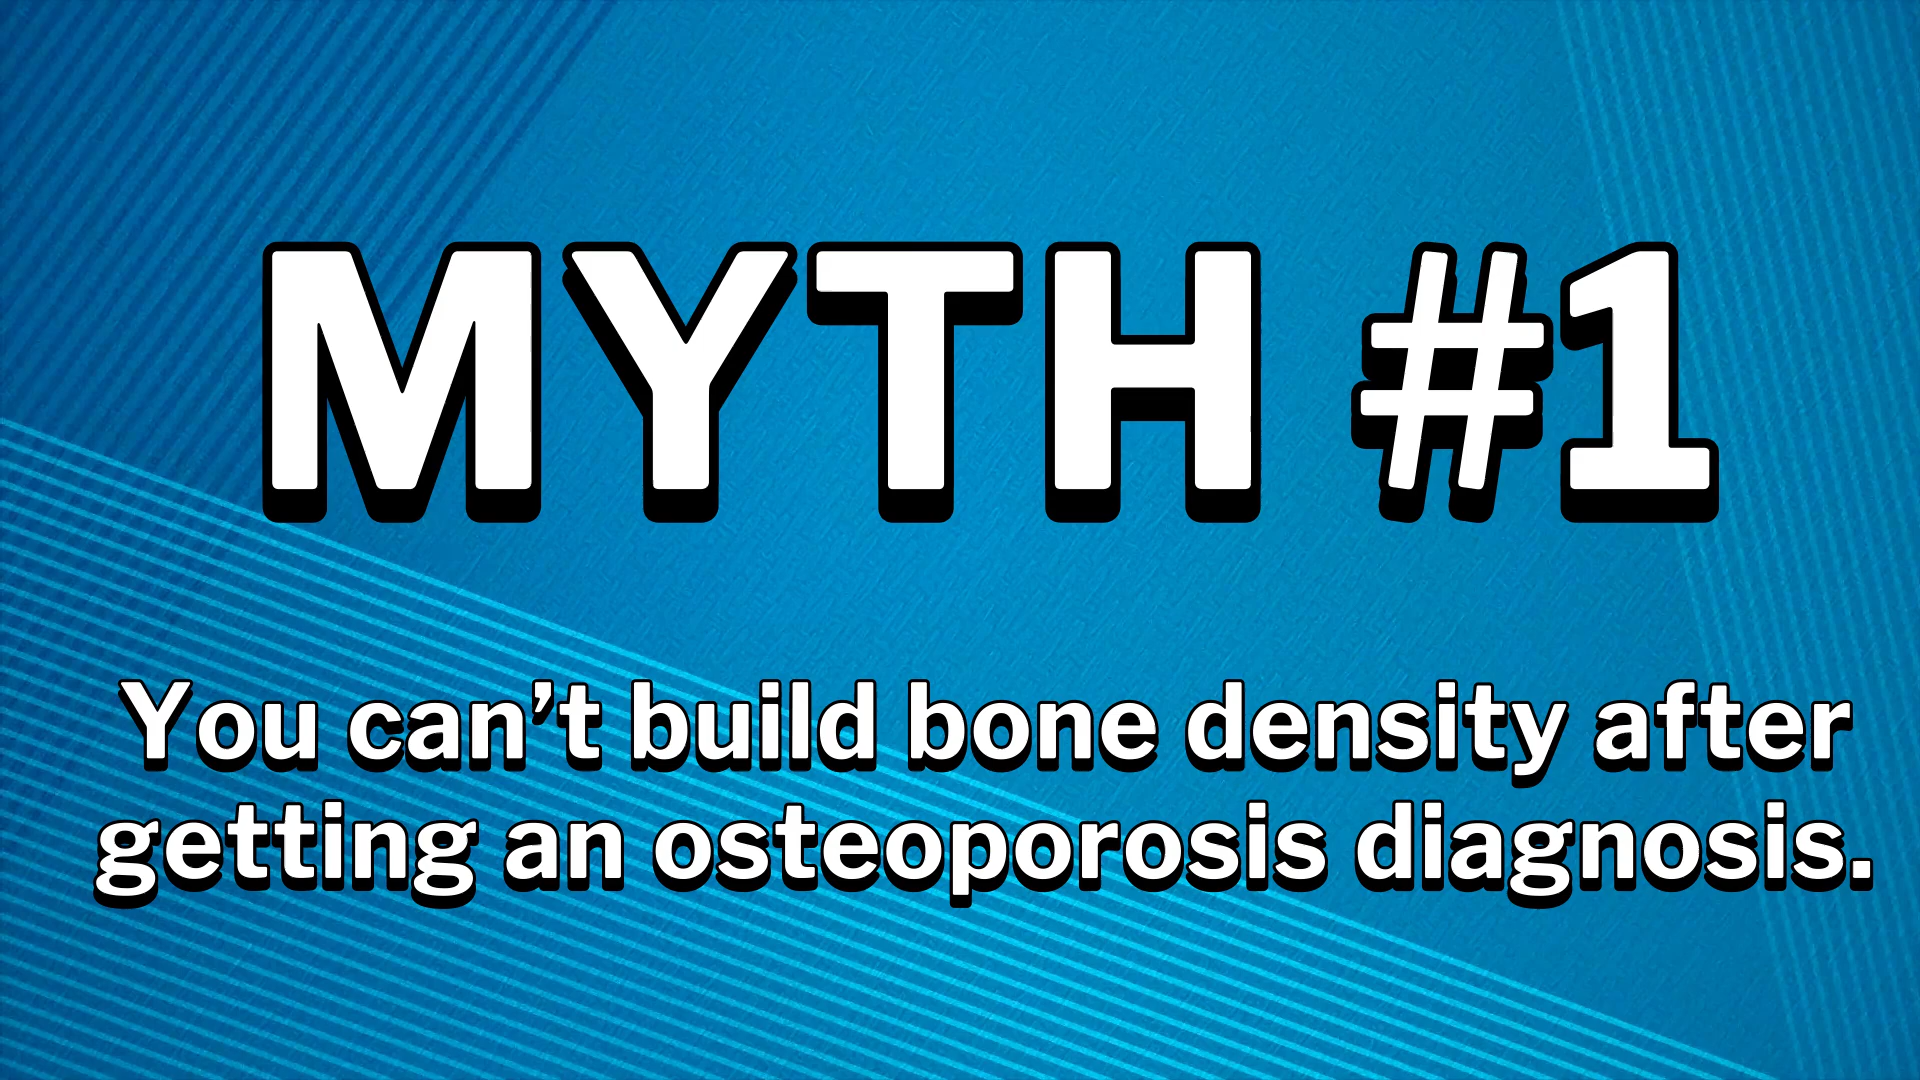 MYTH #1
You can’t build bone density after
getting an osteoporosis diagnosis.